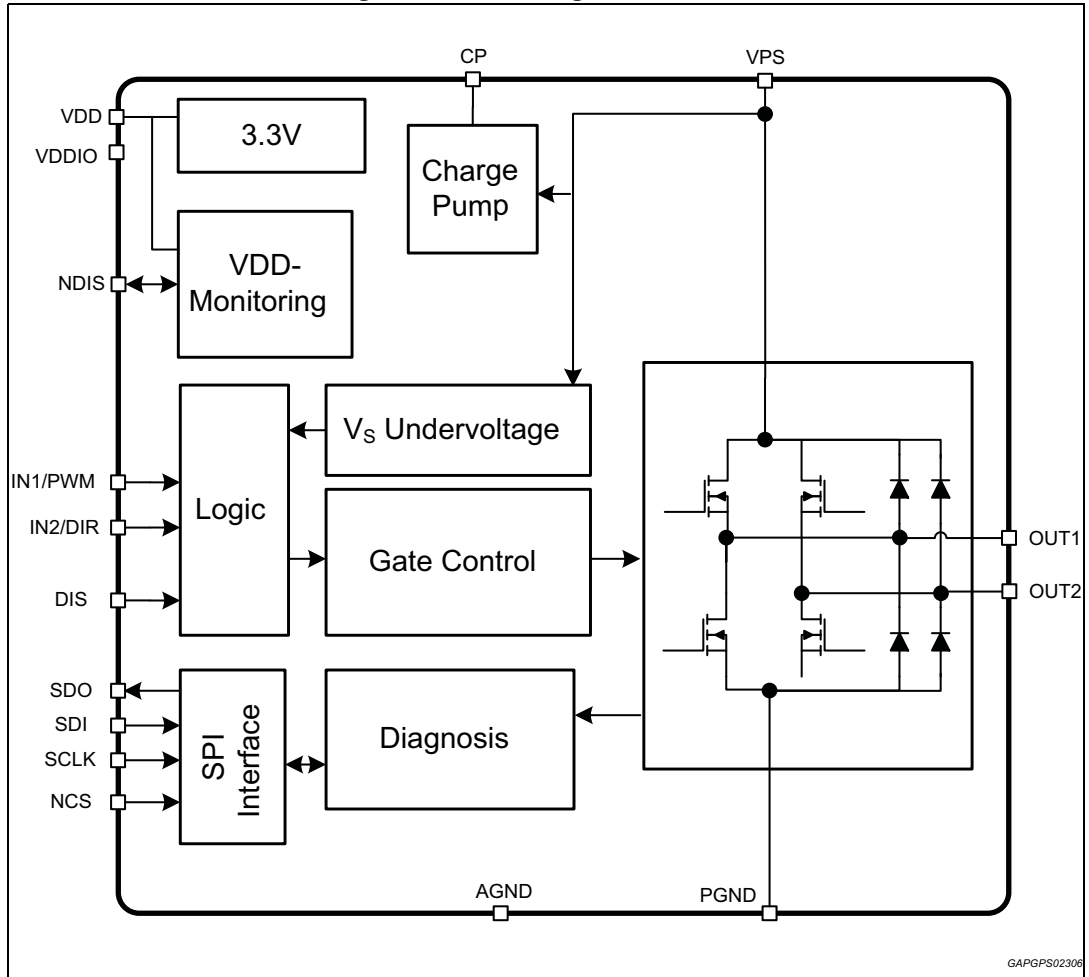 CP
VPS
VDD
VDDIO
3.3V
Charge
Pump
NDIS
VDD-
Monitoring
VS Undervoltage
IN1/PWM
IN2/DIR
DIS
Logic
Gate Control
OUT1
OUT2
SDO
SDI
SCLK
NCS
SPI
Interface
Diagnosis
AGND
PGND
GAPGPS02306